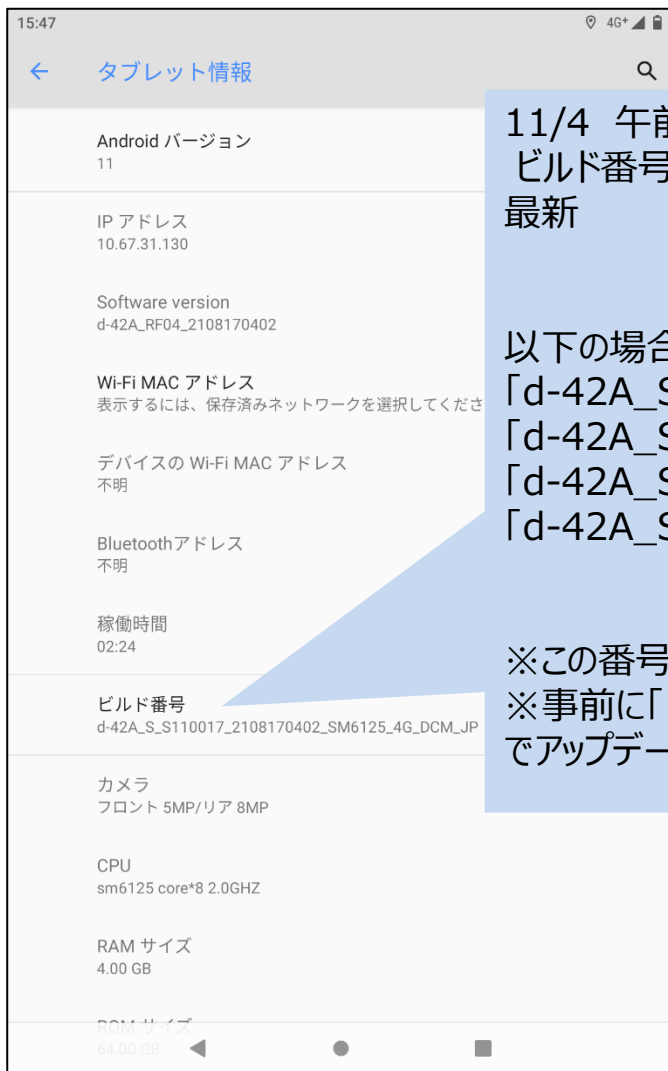 15:47
4G+
タブレット情報
Android バージョン
11
IP アドレス
10.67.31.130
Software version
d-42A_RF04_2108170402
Wi-Fi MAC アドレス
表示するには、保存済みネットワークを選択してくださ
デバイスの Wi-Fi MAC アドレス
不明
Bluetoothアドレス
不明
稼働時間
02:24
ビルド番号
d-42A_S_S110017_2108170402_SM6125_4G_DCM_JP
カメラ
フロント 5MP/リア 8MP
CPU
sm6125 core*8 2.0GHZ
RAM サイズ
4.00 GB
ROM サイズ
64.00 GB
11/4 午前
ビルド番号
最新
以下の場合
「d-42A_S
「d-42A_S
「d-42A_S
「d-42A_S
※この番号
※事前に「
でアップデー